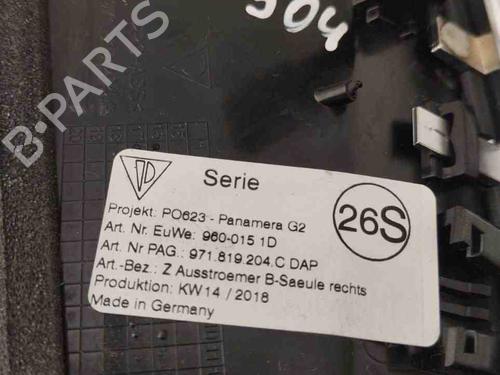 904
B-PARTS
Serie
Projekt: PO623 - Panamera G2
Art. Nr. EuWe: 960-015 1D
Art. Nr PAG.: 971.819.204.C DAP
Art.-Bez.: Z Ausstroemer B-Saeule rechts
Produktion: KW14 / 2018
Made in Germany
26S